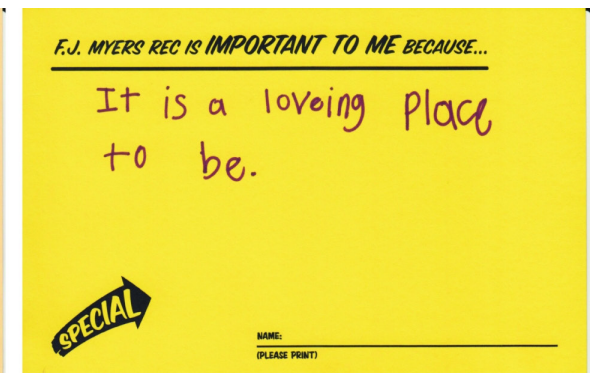 F.J. MYERS REC IS IMPORTANT TO ME BECAUSE...
It is a loveing place
to be.
SPECIAL
NAME:
(PLEASE PRINT)